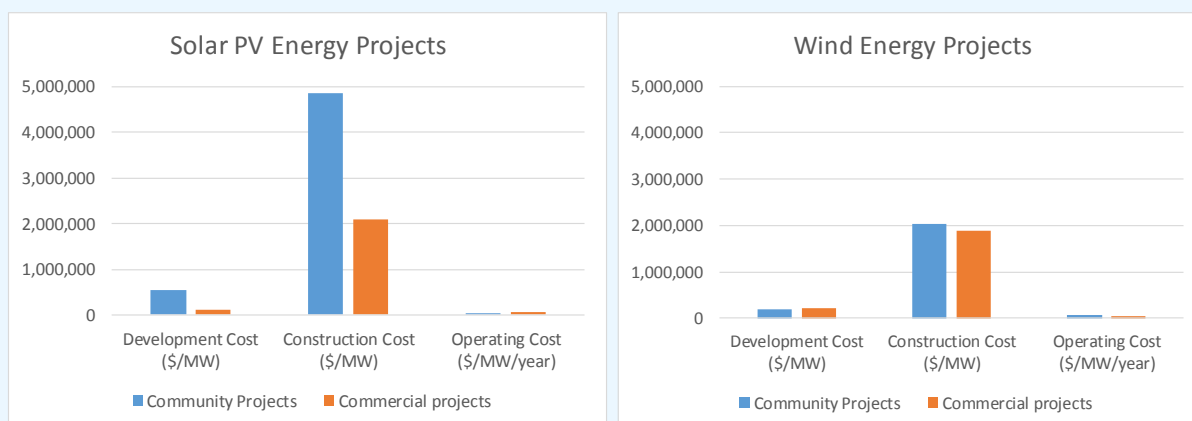 Solar PV Energy Projects
5,000,000
4,000,000
3,000,000
2,000,000
1,000,000
0
Development Cost
($/MW)
Construction Cost
($/MW)
Operating Cost
($/MW/year)
Community Projects
Commercial projects
Wind Energy Projects
5,000,000
4,000,000
3,000,000
2,000,000
1,000,000
0
Development Cost
($/MW)
Construction Cost
($/MW)
Operating Cost
($/MW/year)
Community Projects
Commercial projects